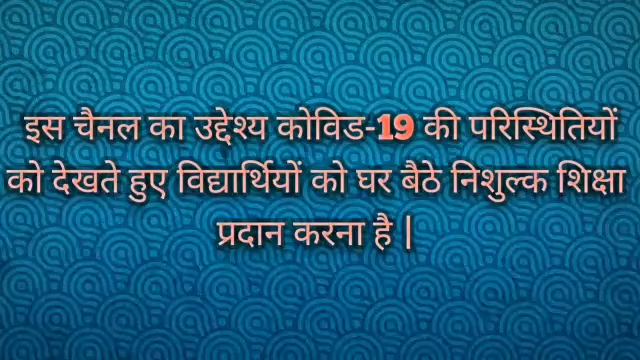 इस चैनल का उद्देश्य कोविड-19 की परिस्थितियों
को देखते हुए विद्यार्थियों को घर बैठे निशुल्क शिक्षा
प्रदान करना है |